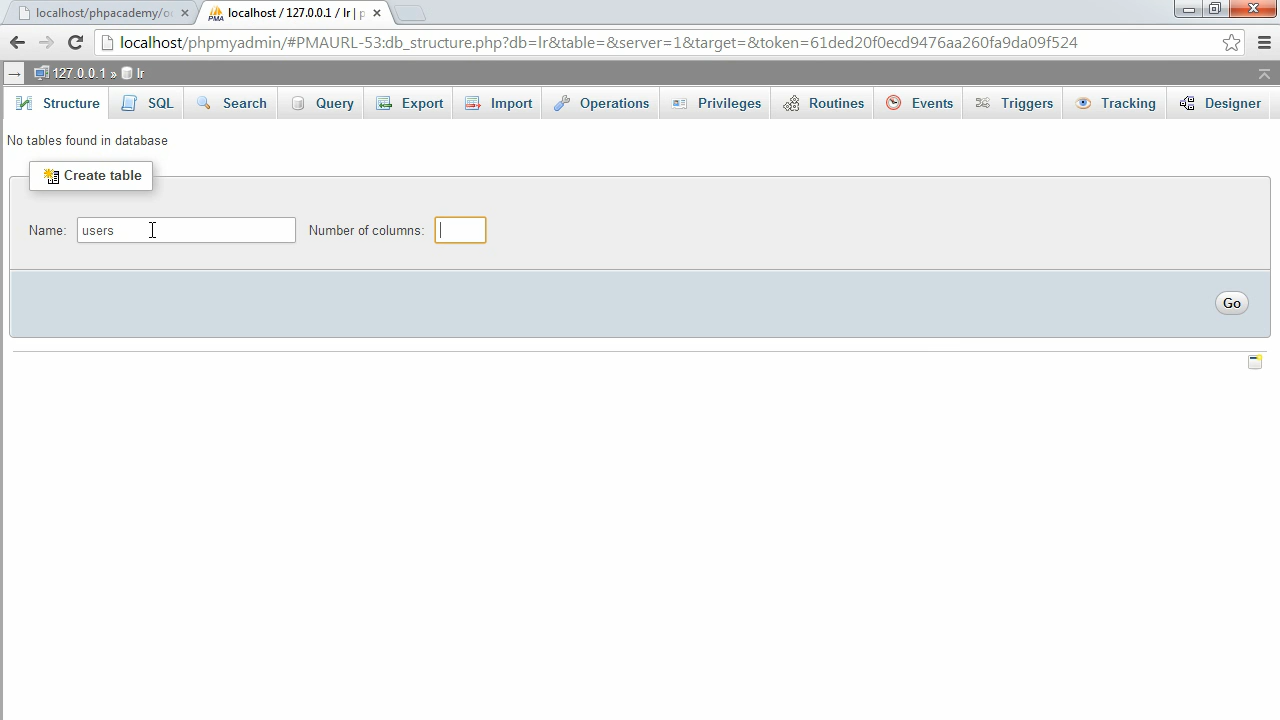 localhost/phpacademy/o
localhost / 127.0.0.1 / lr | p
localhost/phpmyadmin/#PMAURL-53:db_structure.php?db=lr&table=&server=1&target=&token=61ded20f0ecd9476aa260fa9da09f524
127.0.0.1 » lr
Structure SQL Search Query Export Import Operations Privileges Routines Events Triggers Tracking Designer
No tables found in database
Create table
Name: users Number of columns:
Go